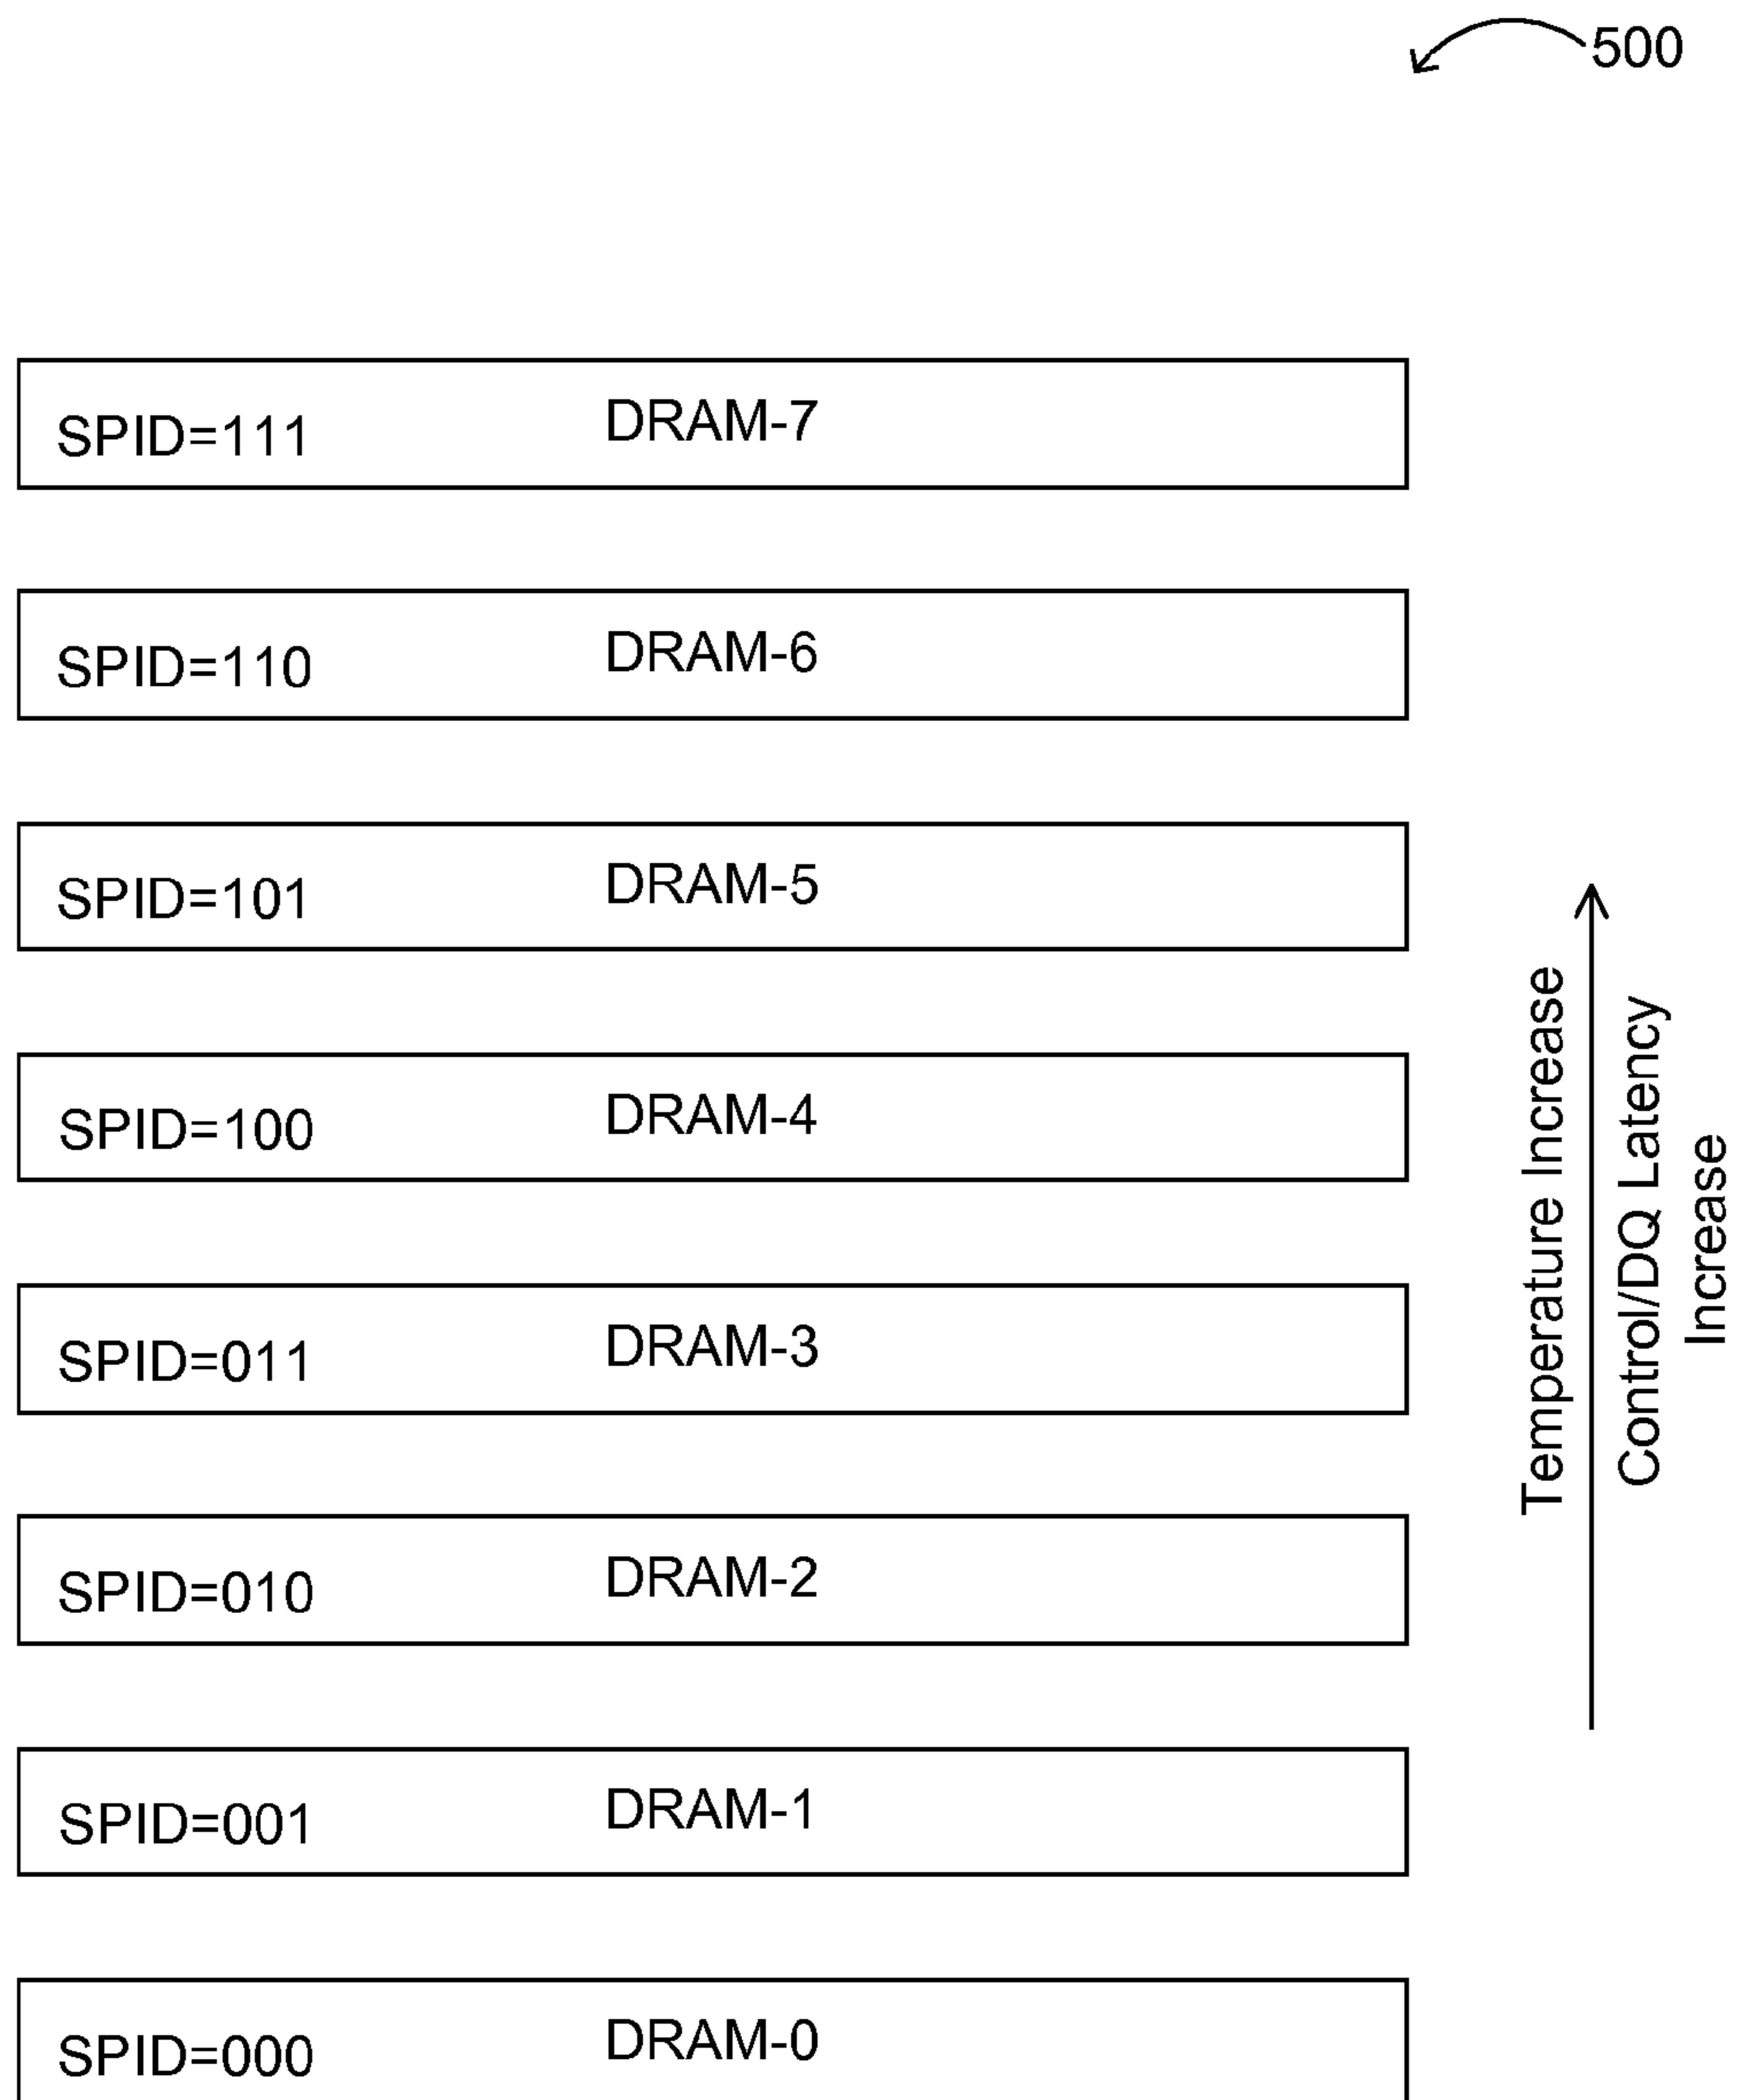 500
SPID=111 DRAM-7
SPID=110 DRAM-6
SPID=101 DRAM-5
SPID=100 DRAM-4
SPID=011 DRAM-3
SPID=010 DRAM-2
SPID=001 DRAM-1
SPID=000 DRAM-0
Temperature Increase
Control/DQ Latency
Increase